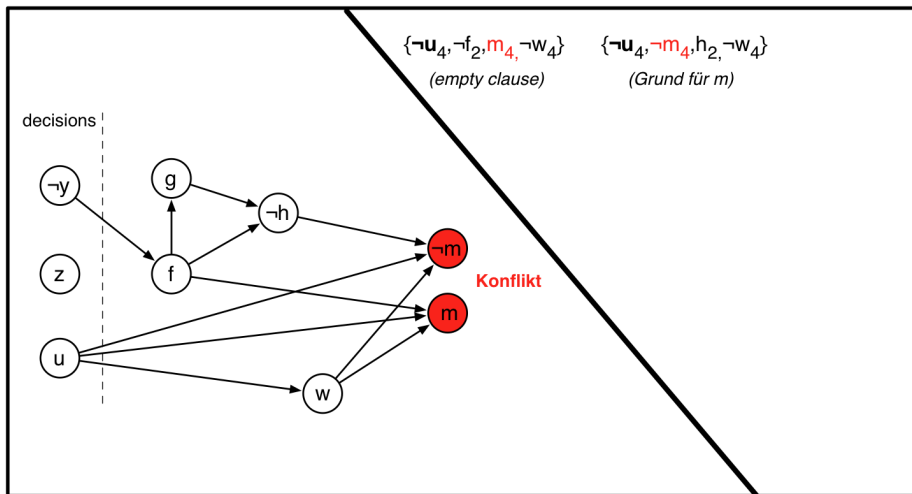 {¬u4,¬f2,m4,¬w4} {¬u4,¬m4,h2,¬w4}
(empty clause) (Grund für m)
decisions
¬y
g
¬h
¬m
z
f
Konflikt
m
u
w